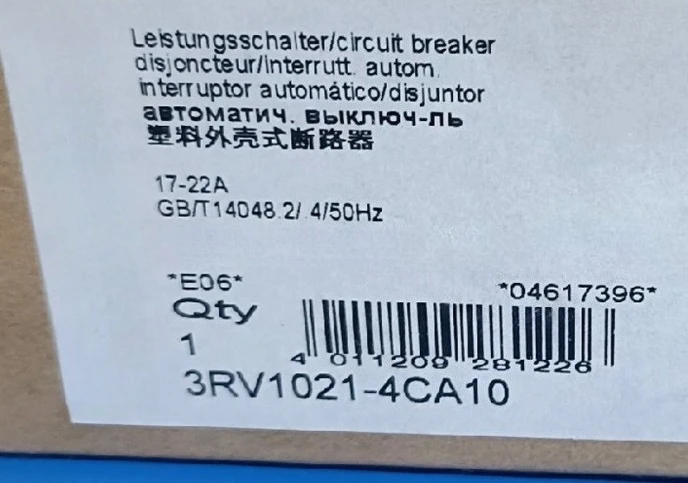 Leistungsschalter/circuit breaker
disjoncteur/Interrutt. autom.
interruptor automático/disjuntor
автоматич. выключ-ль
塑料外壳式断路器
17-22A
GB/T14048.2/.4/50Hz
*E06*
*04617396*
Qty
1
4 011209 281226
3RV1021-4CA10